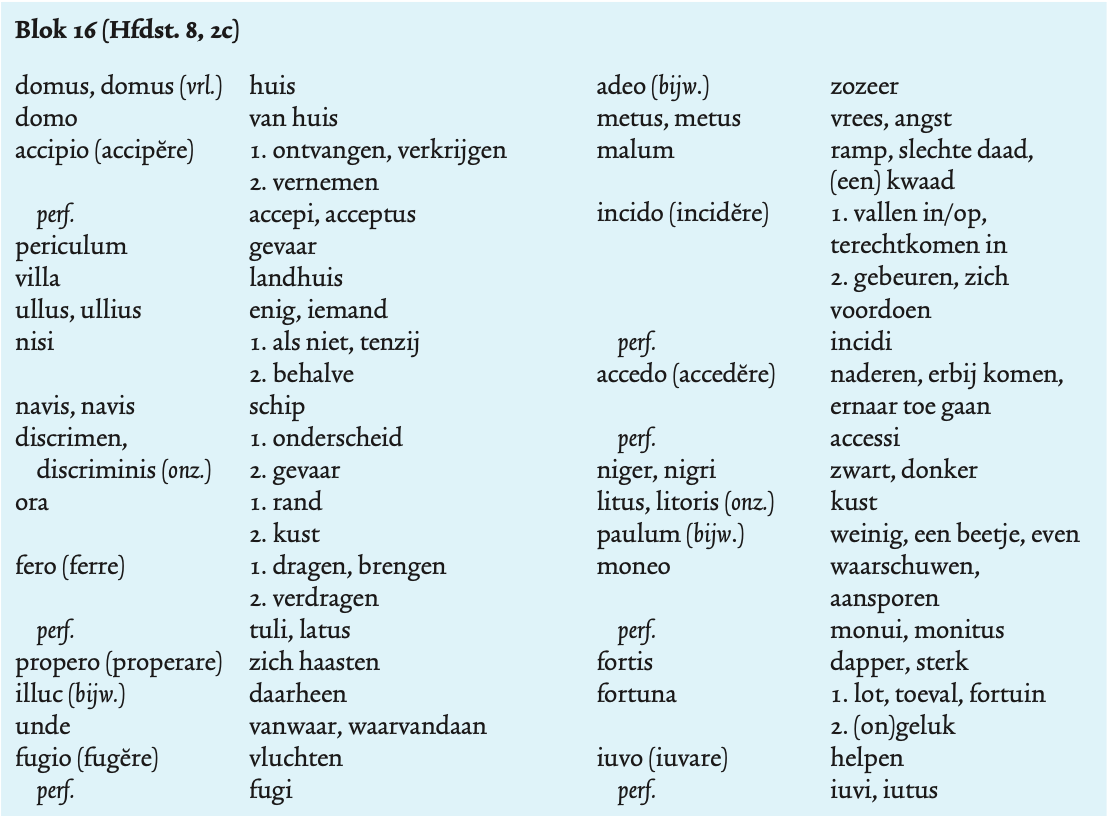 Blok 16 (Hfdst. 8, 2c)
domus, domus (vrl.) huis
domo van huis
accipio (accipĕre) 1. ontvangen, verkrijgen
2. vernemen
perf. accepi, acceptus
periculum gevaar
villa landhuis
ullus, ullius enig, iemand
nisi 1. als niet, tenzij
2. behalve
navis, navis schip
discrimen, 1. onderscheid
discriminis (onz.) 2. gevaar
ora 1. rand
2. kust
fero (ferre) 1. dragen, brengen
2. verdragen
perf. tuli, latus
propero (properare) zich haasten
illuc (bijw.) daarheen
unde vanwaar, waarvandaan
fugio (fugĕre) vluchten
perf. fugi
adeo (bijw.) zozeer
metus, metus vrees, angst
malum ramp, slechte daad,
(een) kwaad
incido (incidĕre) 1. vallen in/op,
terechtkomen in
2. gebeuren, zich
voordoen
perf. incidi
accedo (accedĕre) naderen, erbij komen,
ernaar toe gaan
perf. accessi
niger, nigri zwart, donker
litus, litoris (onz.) kust
paulum (bijw.) weinig, een beetje, even
moneo waarschuwen,
aansporen
perf. monui, monitus
fortis dapper, sterk
fortuna 1. lot, toeval, fortuin
2. (on)geluk
iuvo (iuvare) helpen
perf. iuvi, iutus